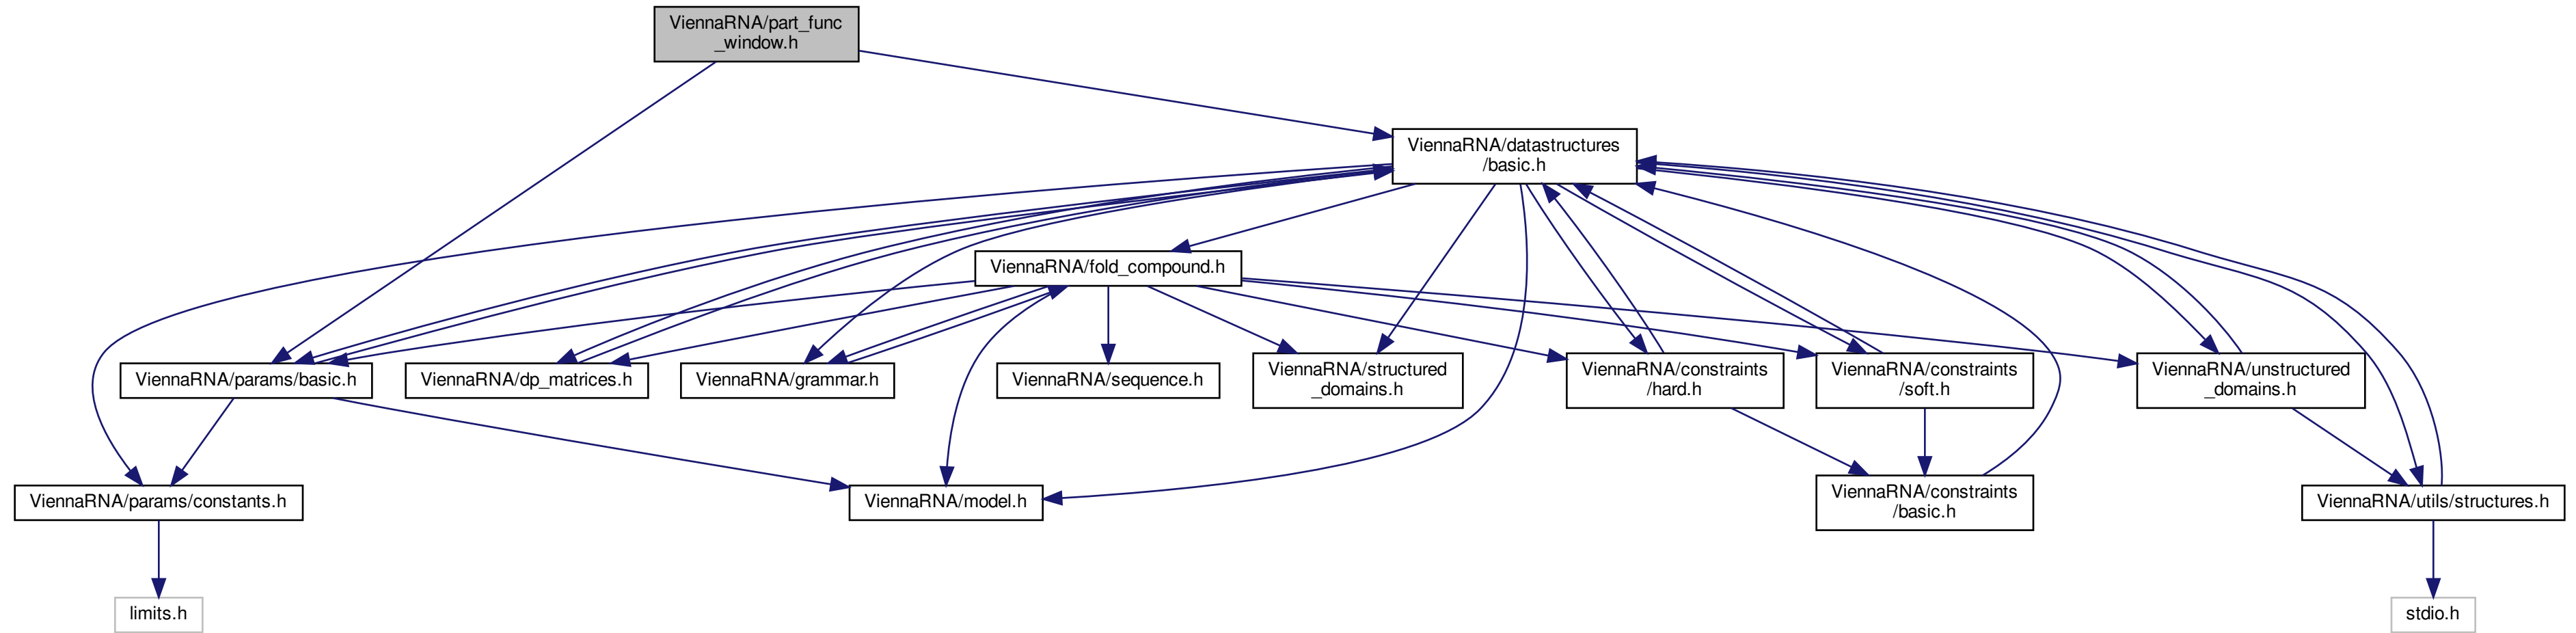 ViennaRNA/part_func
_window.h
ViennaRNA/datastructures
/basic.h
ViennaRNA/fold_compound.h
ViennaRNA/params/basic.h
ViennaRNA/dp_matrices.h
ViennaRNA/grammar.h
ViennaRNA/sequence.h
ViennaRNA/structured
_domains.h
ViennaRNA/constraints
/hard.h
ViennaRNA/constraints
/soft.h
ViennaRNA/unstructured
_domains.h
ViennaRNA/params/constants.h
ViennaRNA/model.h
ViennaRNA/constraints
/basic.h
ViennaRNA/utils/structures.h
limits.h
stdio.h